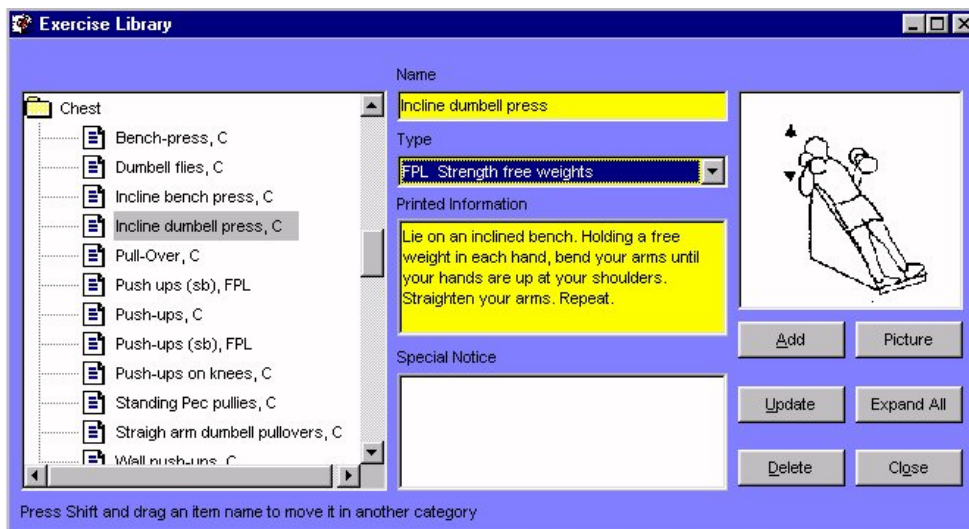 Exercise Library
Chest
Bench-press, C
Dumbell flies, C
Incline bench press, C
Incline dumbell press, C
Pull-Over, C
Push ups (sb), FPL
Push-ups, C
Push-ups (sb), FPL
Push-ups on knees, C
Standing Pec pullies, C
Straigh arm dumbell pullovers, C
Wall push-ups, C
Name
Incline dumbell press
Type
FPL Strength free weights
Printed Information
Lie on an inclined bench. Holding a free
weight in each hand, bend your arms until
your hands are up at your shoulders.
Straighten your arms. Repeat.
Special Notice
Add
Picture
Update
Expand All
Delete
Close
Press Shift and drag an item name to move it in another category